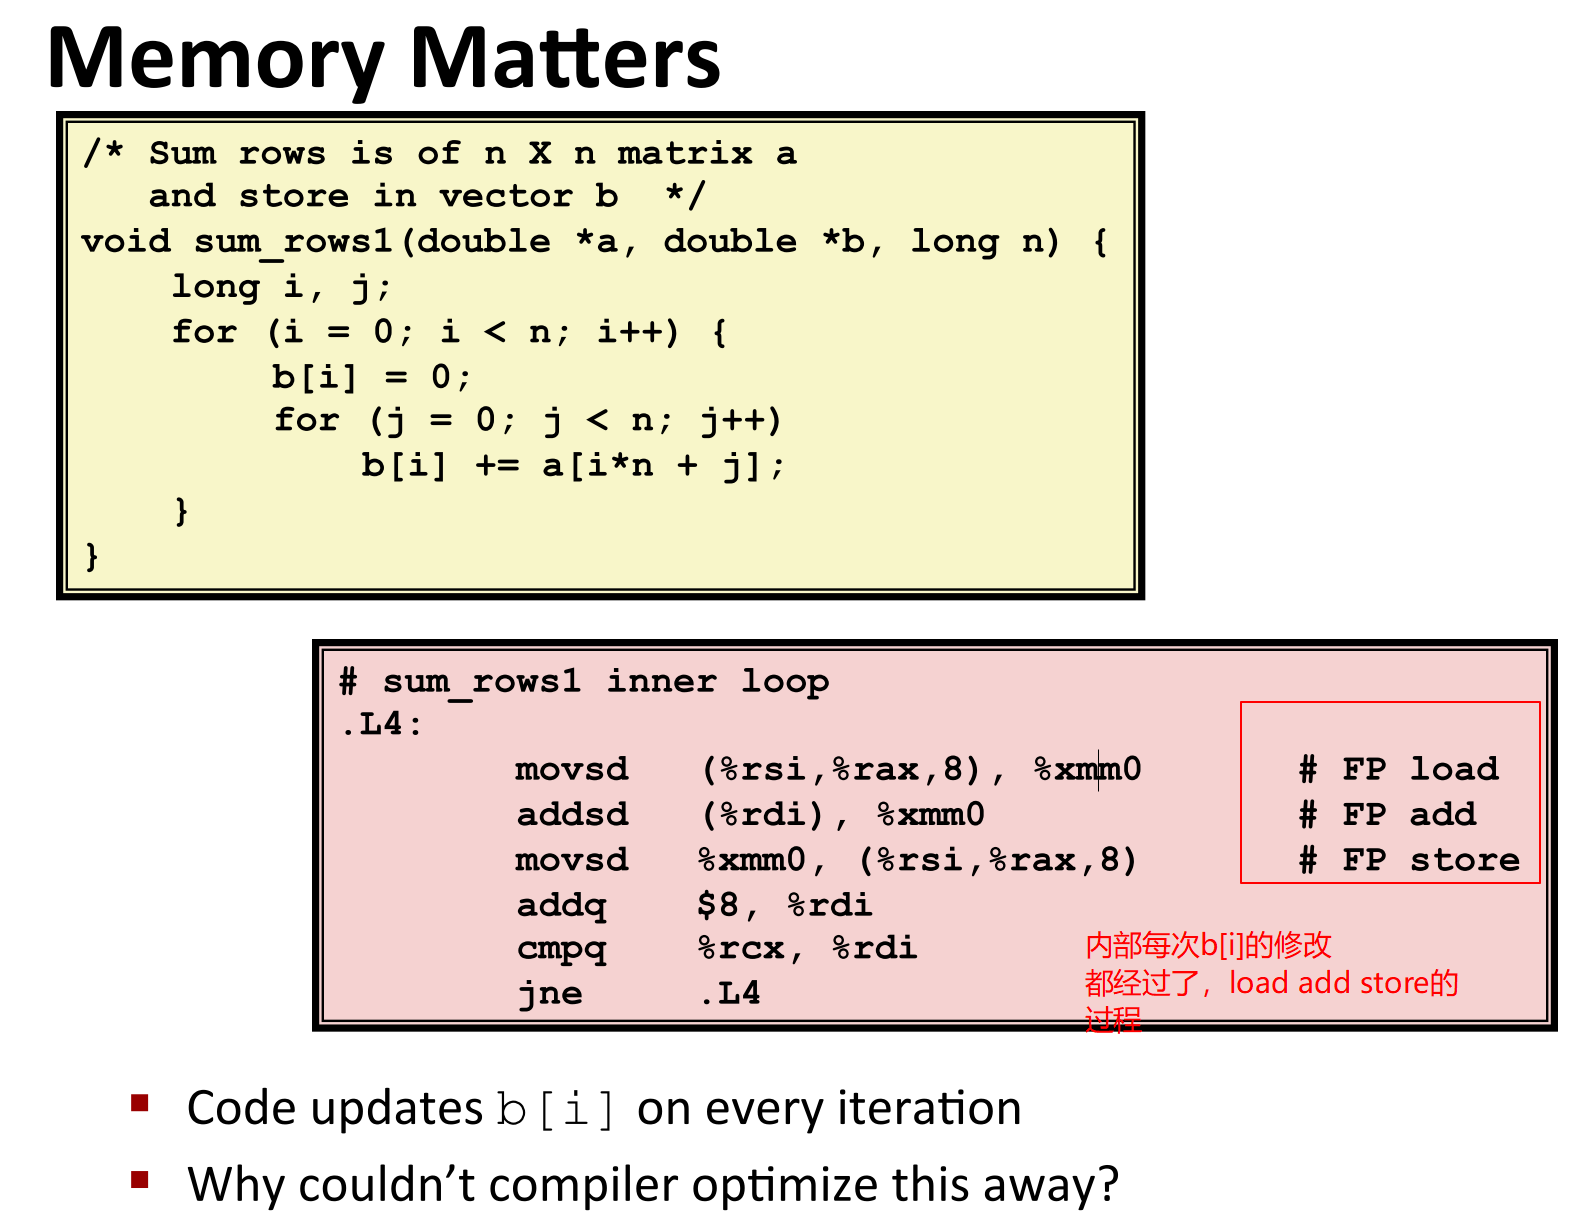 Memory Matters
/* Sum rows is of n X n matrix a
   and store in vector b  */
void sum_rows1(double *a, double *b, long n) {
    long i, j;
    for (i = 0; i < n; i++) {
        b[i] = 0;
        for (j = 0; j < n; j++)
            b[i] += a[i*n + j];
    }
}
# sum_rows1 inner loop
.L4:
        movsd   (%rsi,%rax,8), %xmm0       # FP load
        addsd   (%rdi), %xmm0              # FP add
        movsd   %xmm0, (%rsi,%rax,8)       # FP store
        addq    $8, %rdi
        cmpq    %rcx, %rdi
        jne     .L4
内部每次b[i]的修改
都经过了，load add store的
过程
▪ Code updates b[i] on every iteration
▪ Why couldn’t compiler optimize this away?